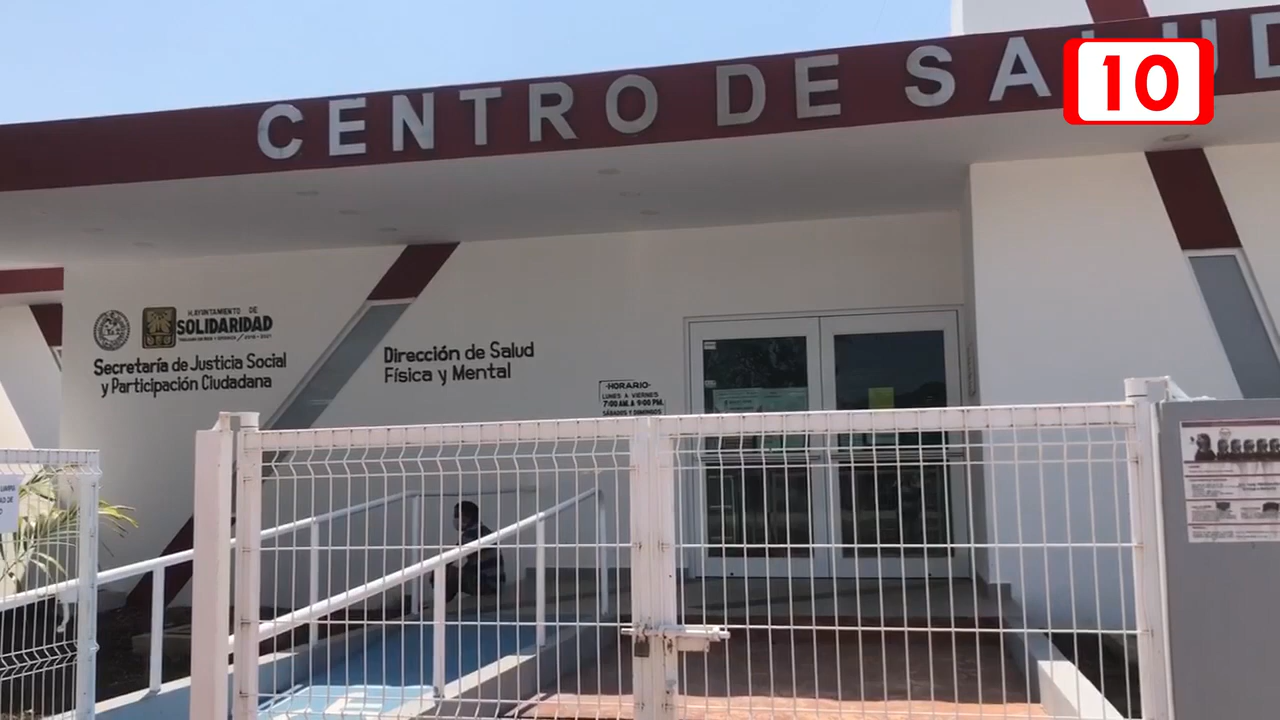 CENTRO DE SALUD
10
H. AYUNTAMIENTO DE
SOLIDARIDAD
Secretaría de Justicia Social
y Participación Ciudadana
Dirección de Salud
Física y Mental
-HORARIO-
LUNES A VIERNES
7:00 AM. A 9:00 PM.
SÁBADOS Y DOMINGOS